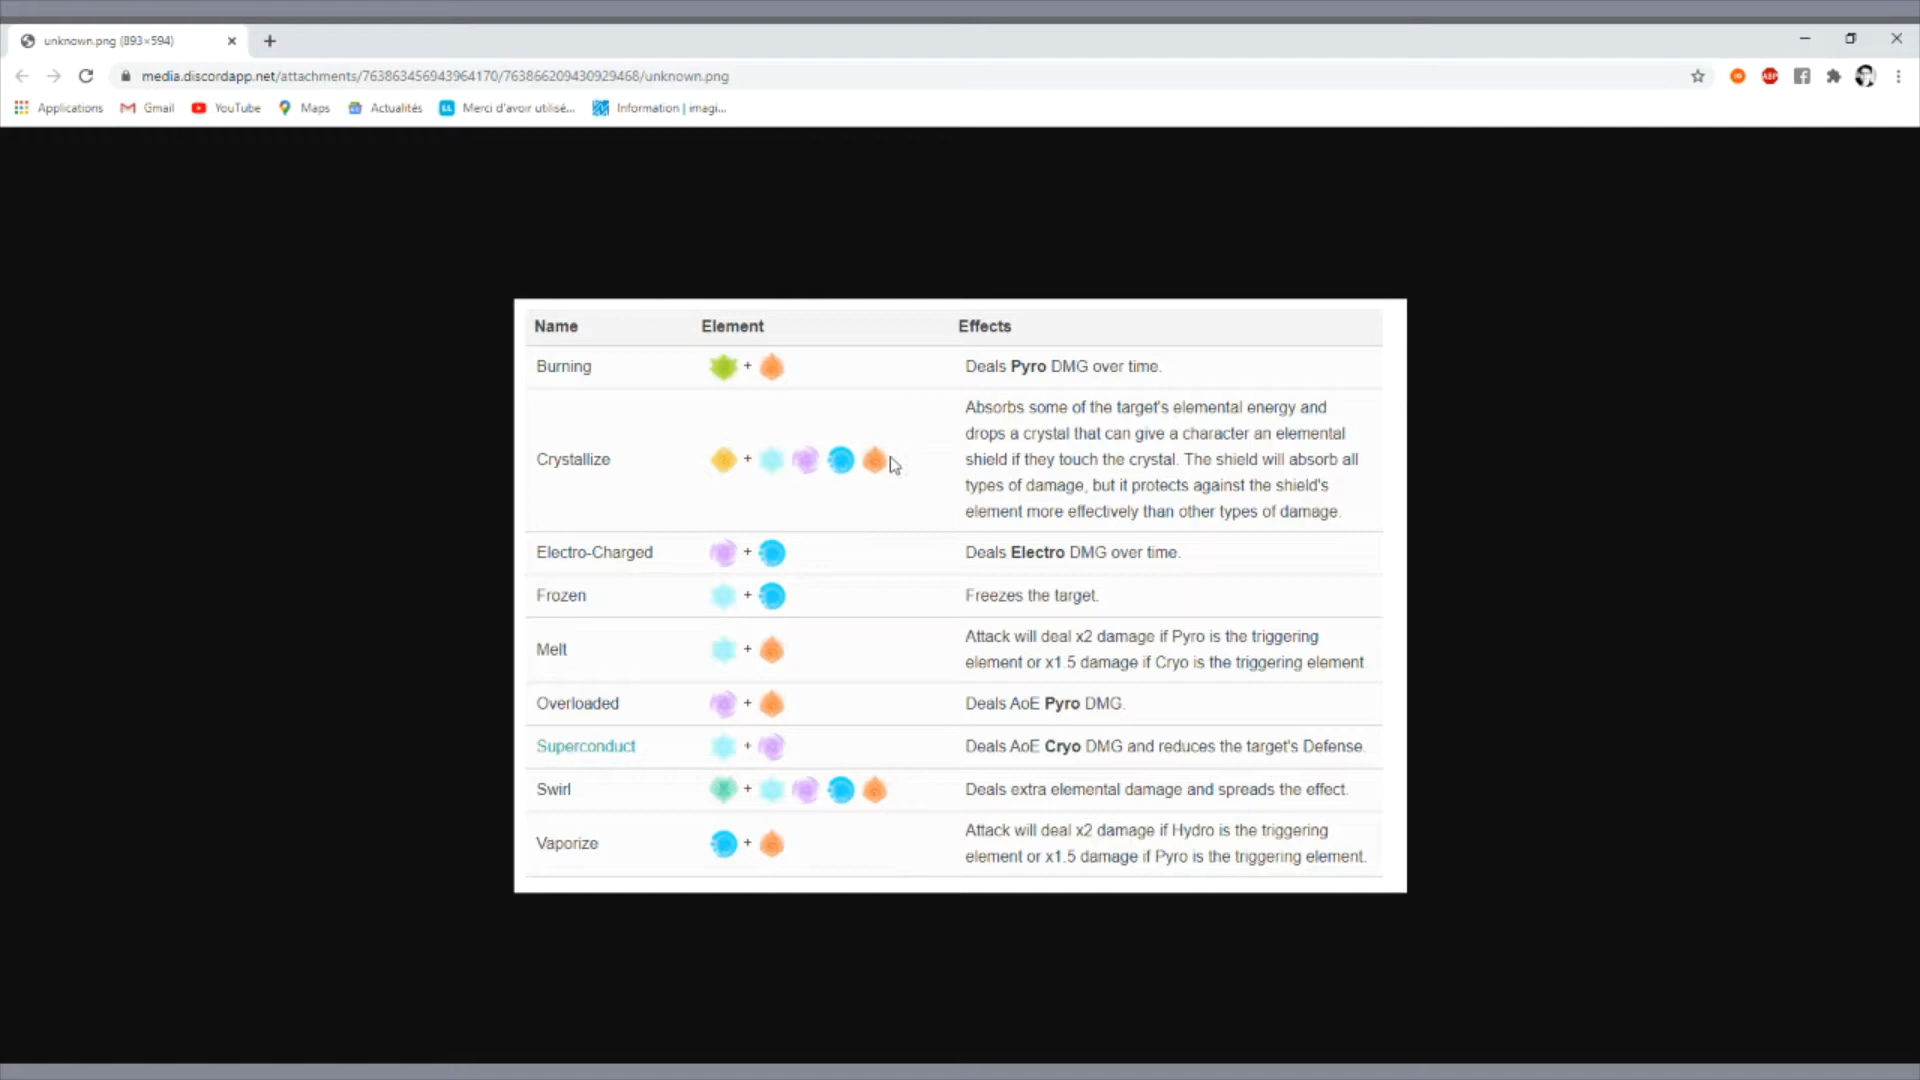 unknown.png (893×594)
media.discordapp.net/attachments/763863456943964170/763866209430929468/unknown.png
Applications Gmail YouTube Maps Actualités Merci d'avoir utilisé... Information | imagi...
Name Element Effects
Burning + Deals Pyro DMG over time.
Absorbs some of the target's elemental energy and
drops a crystal that can give a character an elemental
Crystallize + shield if they touch the crystal. The shield will absorb all
types of damage, but it protects against the shield's
element more effectively than other types of damage.
Electro-Charged + Deals Electro DMG over time.
Frozen + Freezes the target.
Melt + Attack will deal x2 damage if Pyro is the triggering
element or x1.5 damage if Cryo is the triggering element
Overloaded + Deals AoE Pyro DMG.
Superconduct + Deals AoE Cryo DMG and reduces the target's Defense.
Swirl + Deals extra elemental damage and spreads the effect.
Vaporize + Attack will deal x2 damage if Hydro is the triggering
element or x1.5 damage if Pyro is the triggering element.